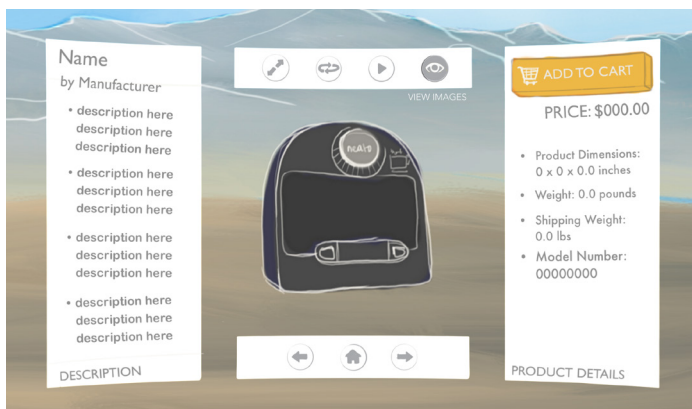 Name
by Manufacturer
• description here
description here
description here
• description here
description here
description here
• description here
description here
description here
• description here
description here
description here
DESCRIPTION
VIEW IMAGES
ADD TO CART
PRICE: $000.00
• Product Dimensions:
0 x 0 x 0.0 inches
• Weight: 0.0 pounds
• Shipping Weight:
0.0 lbs
• Model Number:
00000000
PRODUCT DETAILS